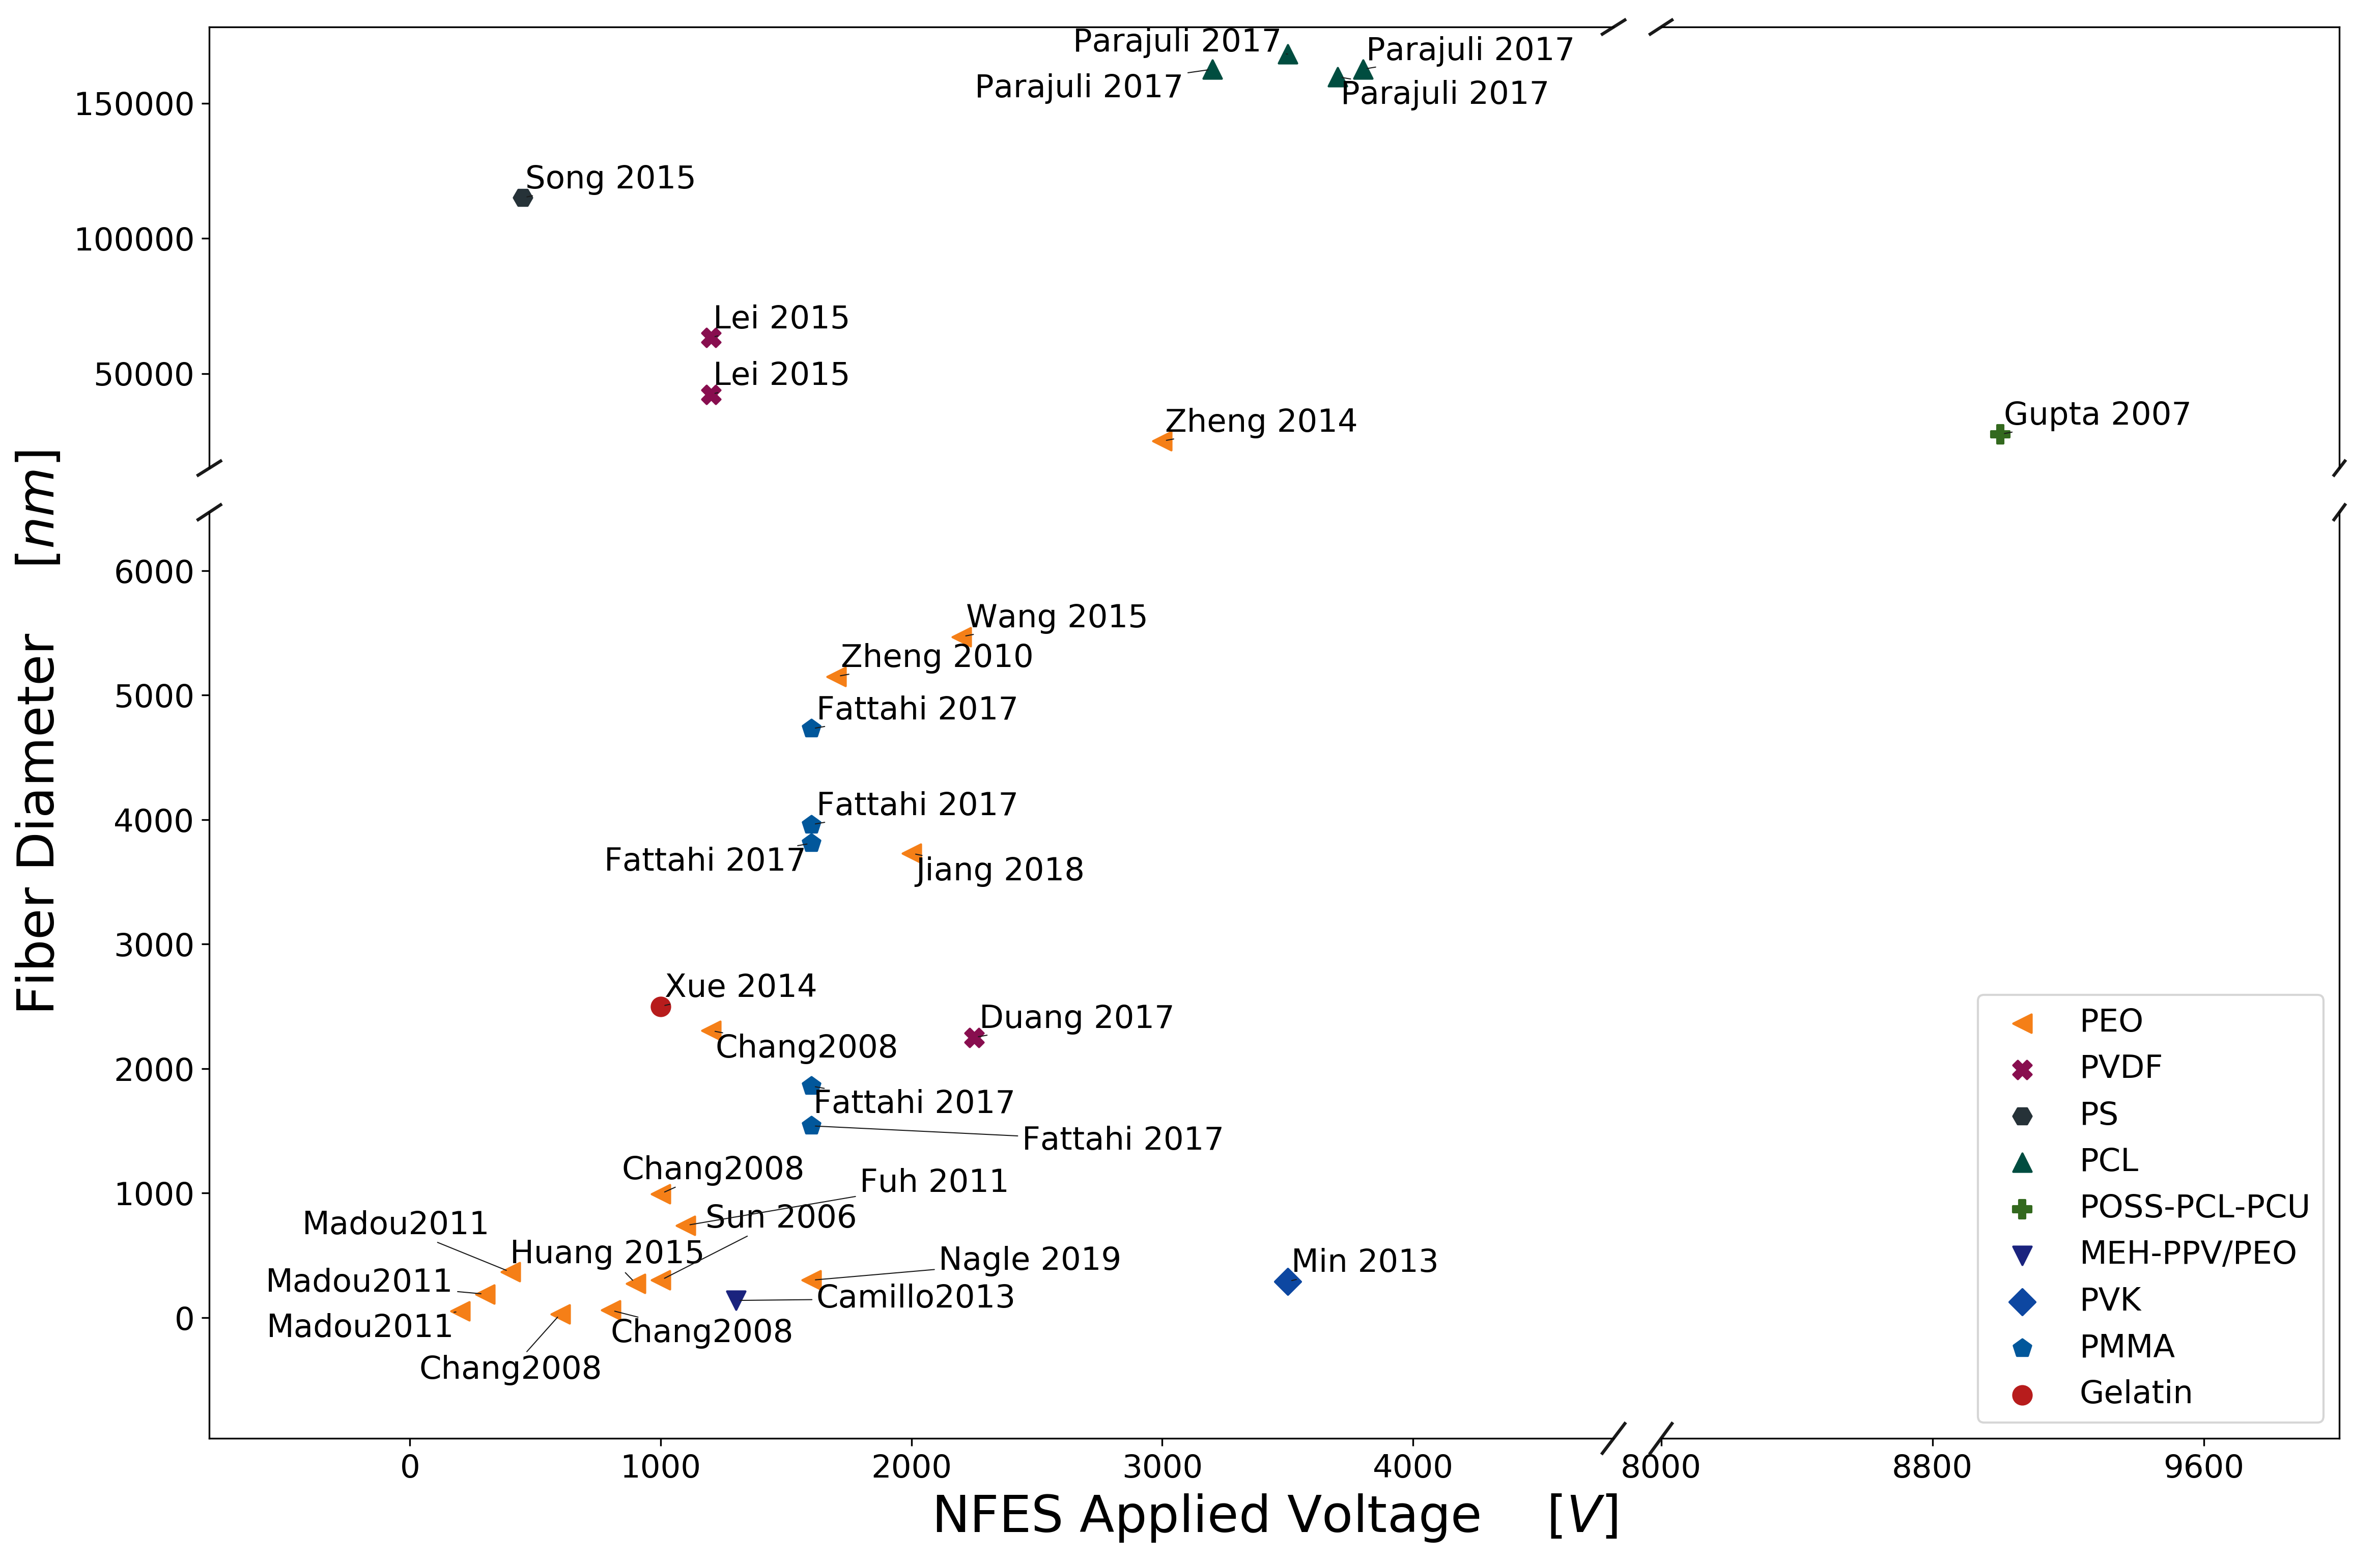 Parajuli 2017
Parajuli 2017
Parajuli 2017
Parajuli 2017
150000
Song 2015
100000
Lei 2015
Lei 2015
50000
Zheng 2014
Gupta 2007
Fiber Diameter [nm]
6000
Wang 2015
Zheng 2010
5000
Fattahi 2017
Fattahi 2017
4000
Fattahi 2017
Jiang 2018
3000
Xue 2014
Duang 2017
Chang2008
2000
Fattahi 2017
Fattahi 2017
Chang2008
Fuh 2011
1000
Madou2011
Sun 2006
Huang 2015
Nagle 2019
Min 2013
Madou2011
Camillo2013
0
Madou2011
Chang2008
Chang2008
PEO
PVDF
PS
PCL
POSS-PCL-PCU
MEH-PPV/PEO
PVK
PMMA
Gelatin
0 1000 2000 3000 4000 8000 8800 9600
NFES Applied Voltage [V]